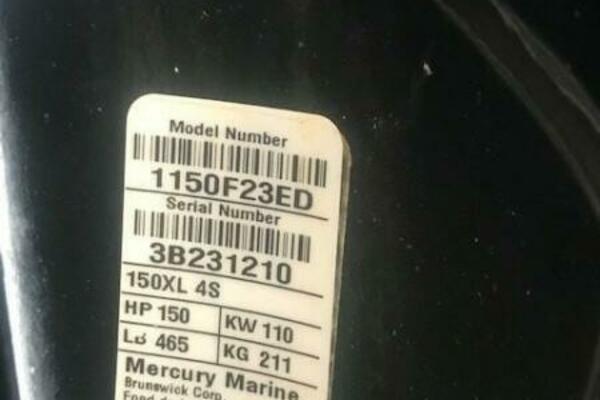 Model Number
1150F23ED
Serial Number
3B231210
150XL 4S
HP 150 KW 110
LB 465 KG 211
Mercury Marine
Brunswick Corp.
Fond d